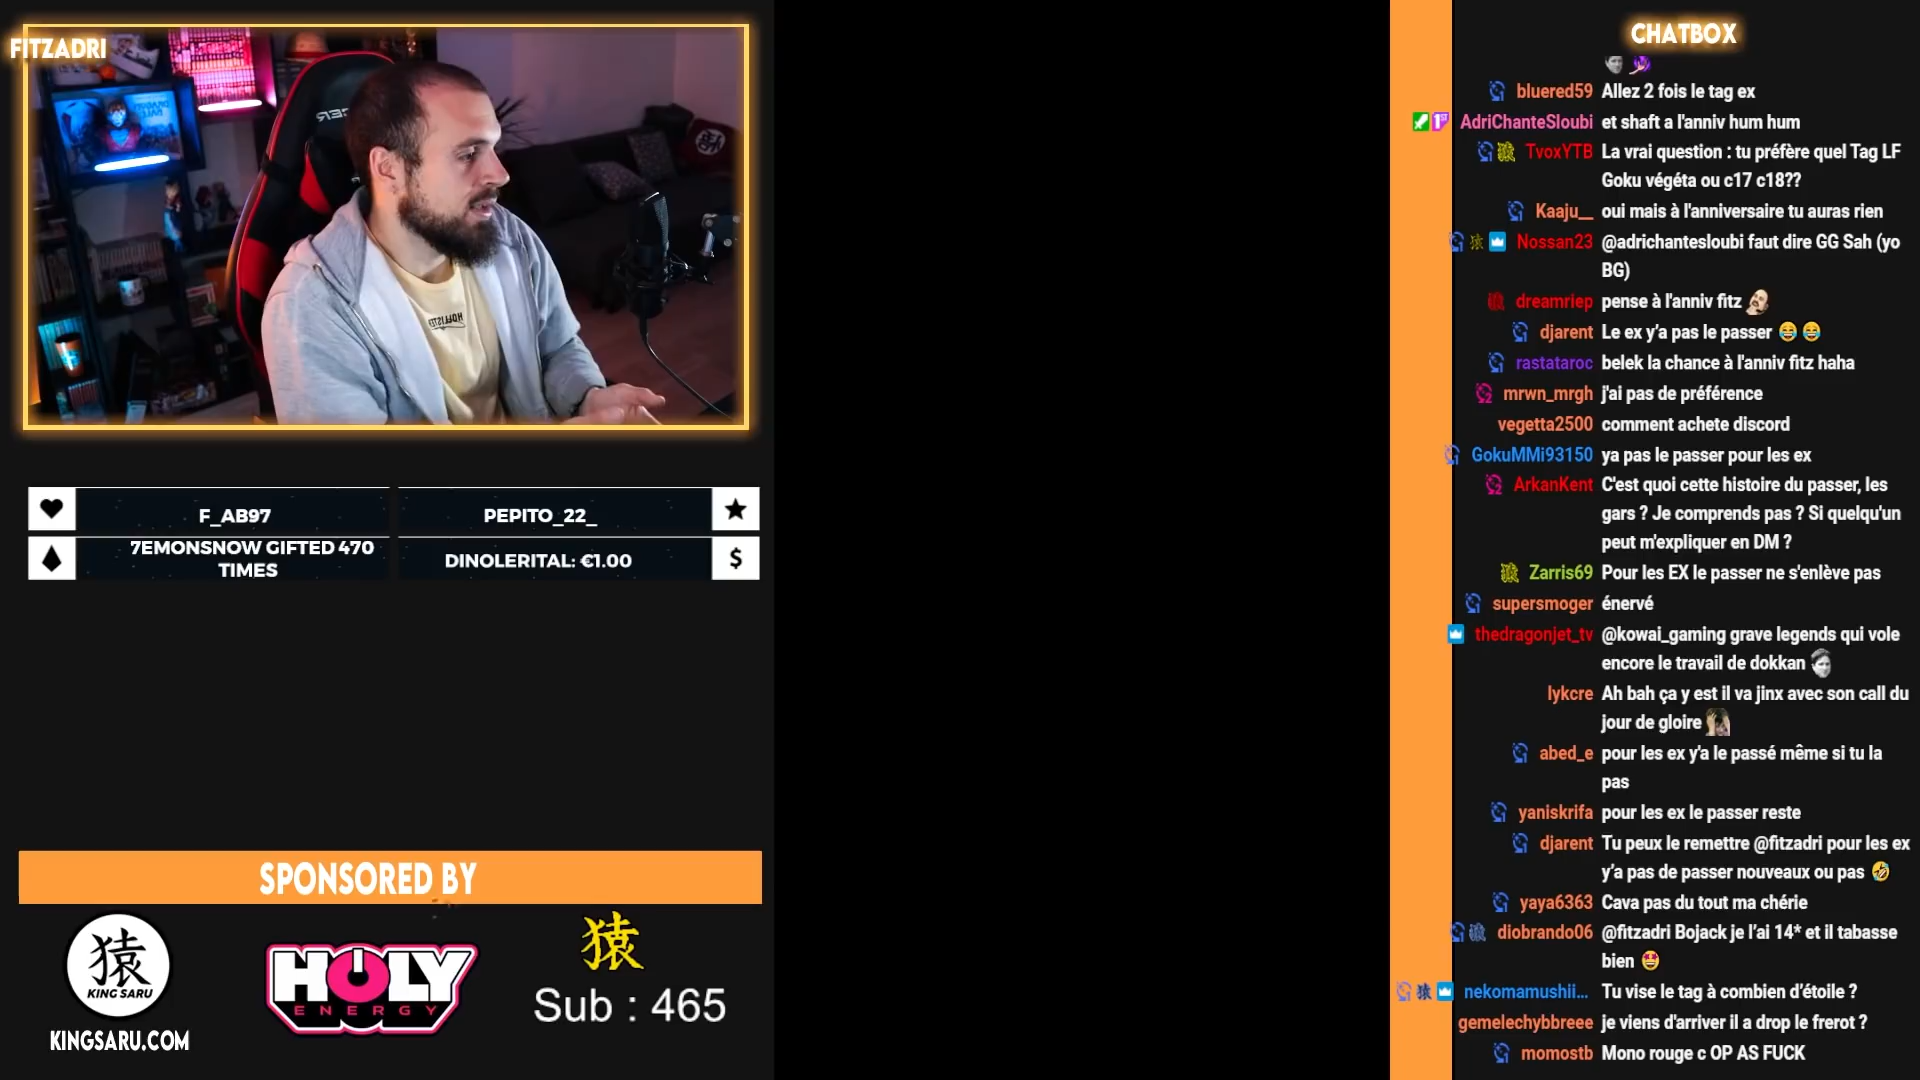 FITZADRI
HOLLISTER
F_AB97
PEPITO_22_
7EMONSNOW GIFTED 470
TIMES
DINOLERITAL: €1.00
$
SPONSORED BY
猿
KING SARU
KINGSARU.COM
HOLY
ENERGY
猿
Sub : 465
CHATBOX
bluered59 Allez 2 fois le tag ex
AdriChanteSloubi et shaft a l'anniv hum hum
TvoxYTB La vrai question : tu préfère quel Tag LF
Goku végéta ou c17 c18??
Kaaju__ oui mais à l'anniversaire tu auras rien
Nossan23 @adrichantesloubi faut dire GG Sah (yo
BG)
dreamriep pense à l'anniv fitz
djarent Le ex y'a pas le passer 😂 😂
rastataroc belek la chance à l'anniv fitz haha
mrwn_mrgh j'ai pas de préférence
vegetta2500 comment achete discord
GokuMMi93150 ya pas le passer pour les ex
ArkanKent C'est quoi cette histoire du passer, les
gars ? Je comprends pas ? Si quelqu'un
peut m'expliquer en DM ?
Zarris69 Pour les EX le passer ne s'enlève pas
supersmoger énervé
thedragonjet_tv @kowai_gaming grave legends qui vole
encore le travail de dokkan
lykcre Ah bah ça y est il va jinx avec son call du
jour de gloire
abed_e pour les ex y'a le passé même si tu la
pas
yaniskrifa pour les ex le passer reste
djarent Tu peux le remettre @fitzadri pour les ex
y'a pas de passer nouveaux ou pas 🤣
yaya6363 Cava pas du tout ma chérie
diobrando06 @fitzadri Bojack je l'ai 14* et il tabasse
bien 🤩
nekomamushii... Tu vise le tag à combien d'étoile ?
gemelechybbreee je viens d'arriver il a drop le frerot ?
momostb Mono rouge c OP AS FUCK